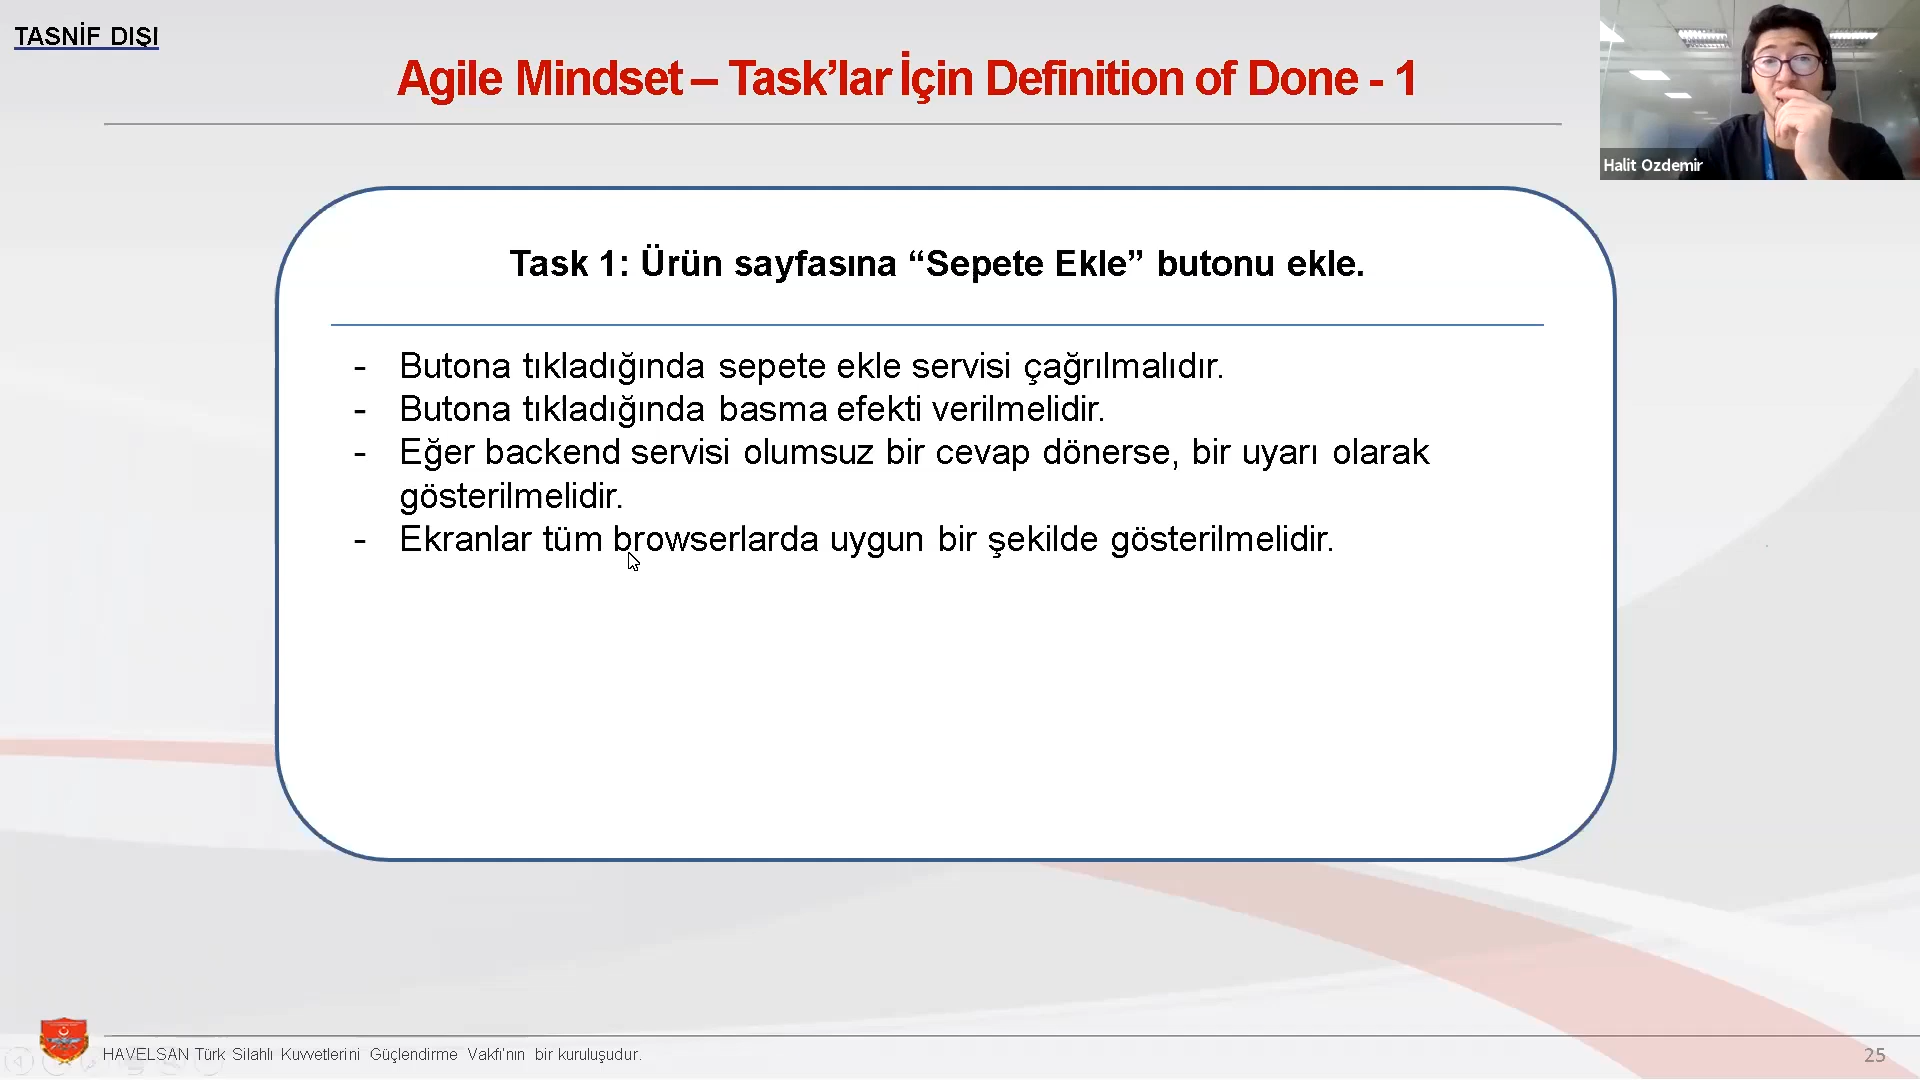 TASNİF DIŞI
Agile Mindset – Task’lar İçin Definition of Done - 1
Halit Ozdemir
Task 1: Ürün sayfasına “Sepete Ekle” butonu ekle.
- Butona tıkladığında sepete ekle servisi çağrılmalıdır.
- Butona tıkladığında basma efekti verilmelidir.
- Eğer backend servisi olumsuz bir cevap dönerse, bir uyarı olarak
gösterilmelidir.
- Ekranlar tüm browserlarda uygun bir şekilde gösterilmelidir.
HAVELSAN Türk Silahlı Kuvvetlerini Güçlendirme Vakfı’nın bir kuruluşudur.
25